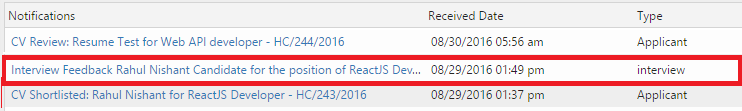 Notifications Received Date Type
CV Review: Resume Test for Web API developer - HC/244/2016 08/30/2016 05:56 am Applicant
Interview Feedback Rahul Nishant Candidate for the position of ReactJS Dev... 08/29/2016 01:49 pm interview
CV Shortlisted: Rahul Nishant for ReactJS Developer - HC/243/2016 08/29/2016 01:37 pm Applicant